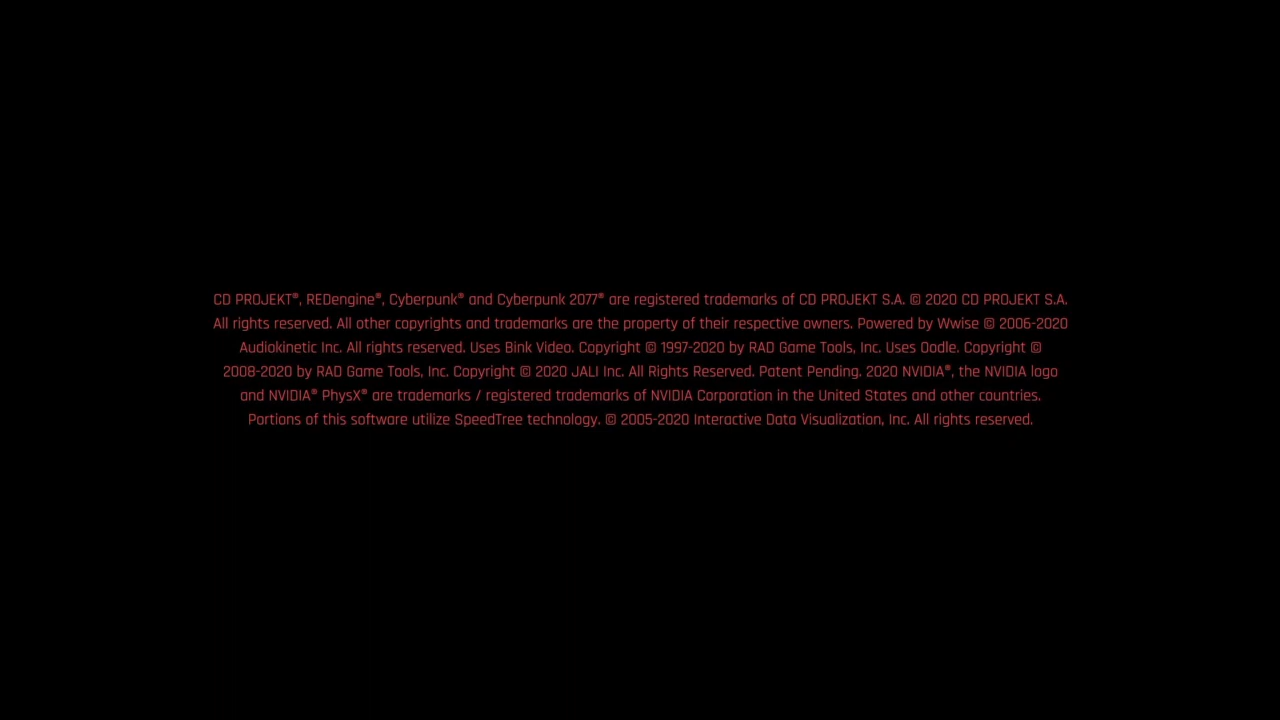 CD PROJEKT®, REDengine®, Cyberpunk® and Cyberpunk 2077® are registered trademarks of CD PROJEKT S.A. © 2020 CD PROJEKT S.A.
All rights reserved. All other copyrights and trademarks are the property of their respective owners. Powered by Wwise © 2006-2020
Audiokinetic Inc. All rights reserved. Uses Bink Video. Copyright © 1997-2020 by RAD Game Tools, Inc. Uses Oodle. Copyright ©
2008-2020 by RAD Game Tools, Inc. Copyright © 2020 JALI Inc. All Rights Reserved. Patent Pending. 2020 NVIDIA®, the NVIDIA logo
and NVIDIA® PhysX® are trademarks / registered trademarks of NVIDIA Corporation in the United States and other countries.
Portions of this software utilize SpeedTree technology. © 2005-2020 Interactive Data Visualization, Inc. All rights reserved.